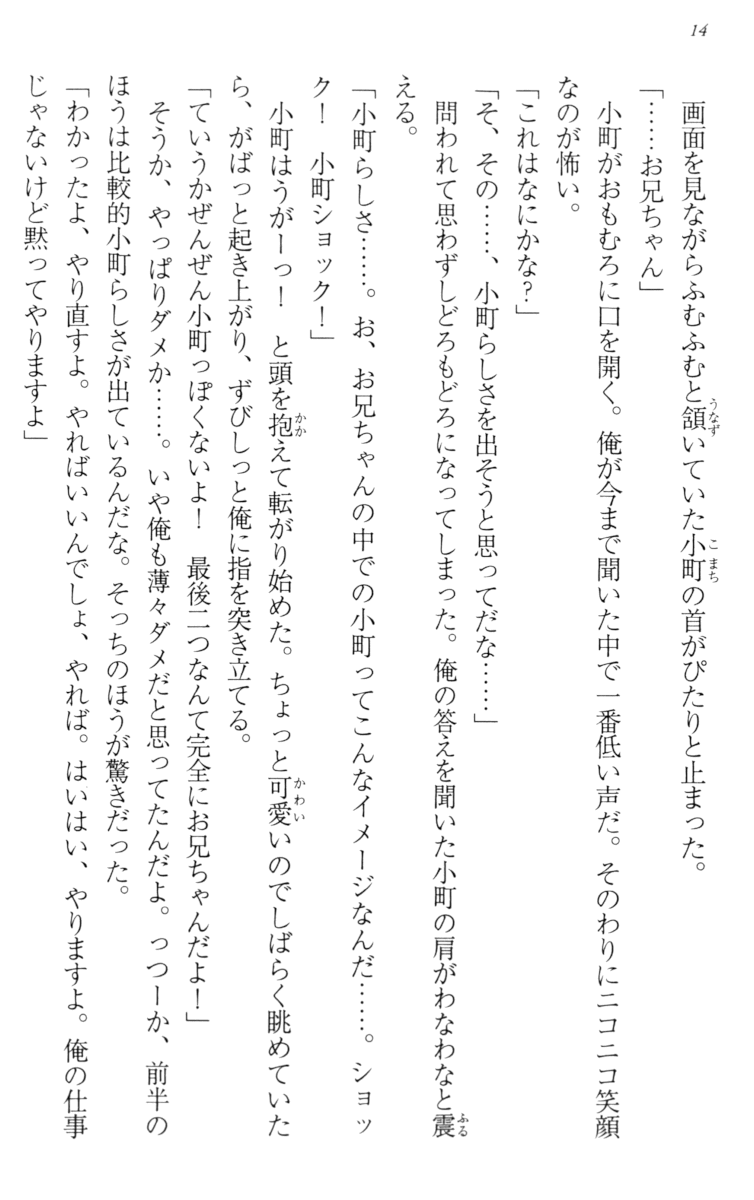 14
画面を見ながらふむふむと頷いていた小町の首がぴたりと止まった。
「……お兄ちゃん」
小町がおもむろに口を開く。俺が今まで聞いた中で一番低い声だ。そのわりにニコニコ笑顔
なのが怖い。
「これはなにかな?」
「そ、その……、小町らしさを出そうと思ってだな……」
問われて思わずしどろもどろになってしまった。俺の答えを聞いた小町の肩がわなわなと震
える。
「小町らしさ……。お、お兄ちゃんの中での小町ってこんなイメージなんだ……。ショッ
ク! 小町ショック!」
小町はうがーっ! と頭を抱えて転がり始めた。ちょっと可愛いのでしばらく眺めていた
ら、がばっと起き上がり、ずびしっと俺に指を突き立てる。
「ていうかぜんぜん小町っぽくないよ! 最後二つなんて完全にお兄ちゃんだよ!」
そうか、やっぱりダメか……。いや俺も薄々ダメだと思ってたんだよ。っつーか、前半の
ほうは比較的小町らしさが出ているんだな。そっちのほうが驚きだった。
「わかったよ、やり直すよ。やればいいんでしょ、やれば。はいはい、やりますよ。俺の仕事
じゃないけど黙ってやりますよ」